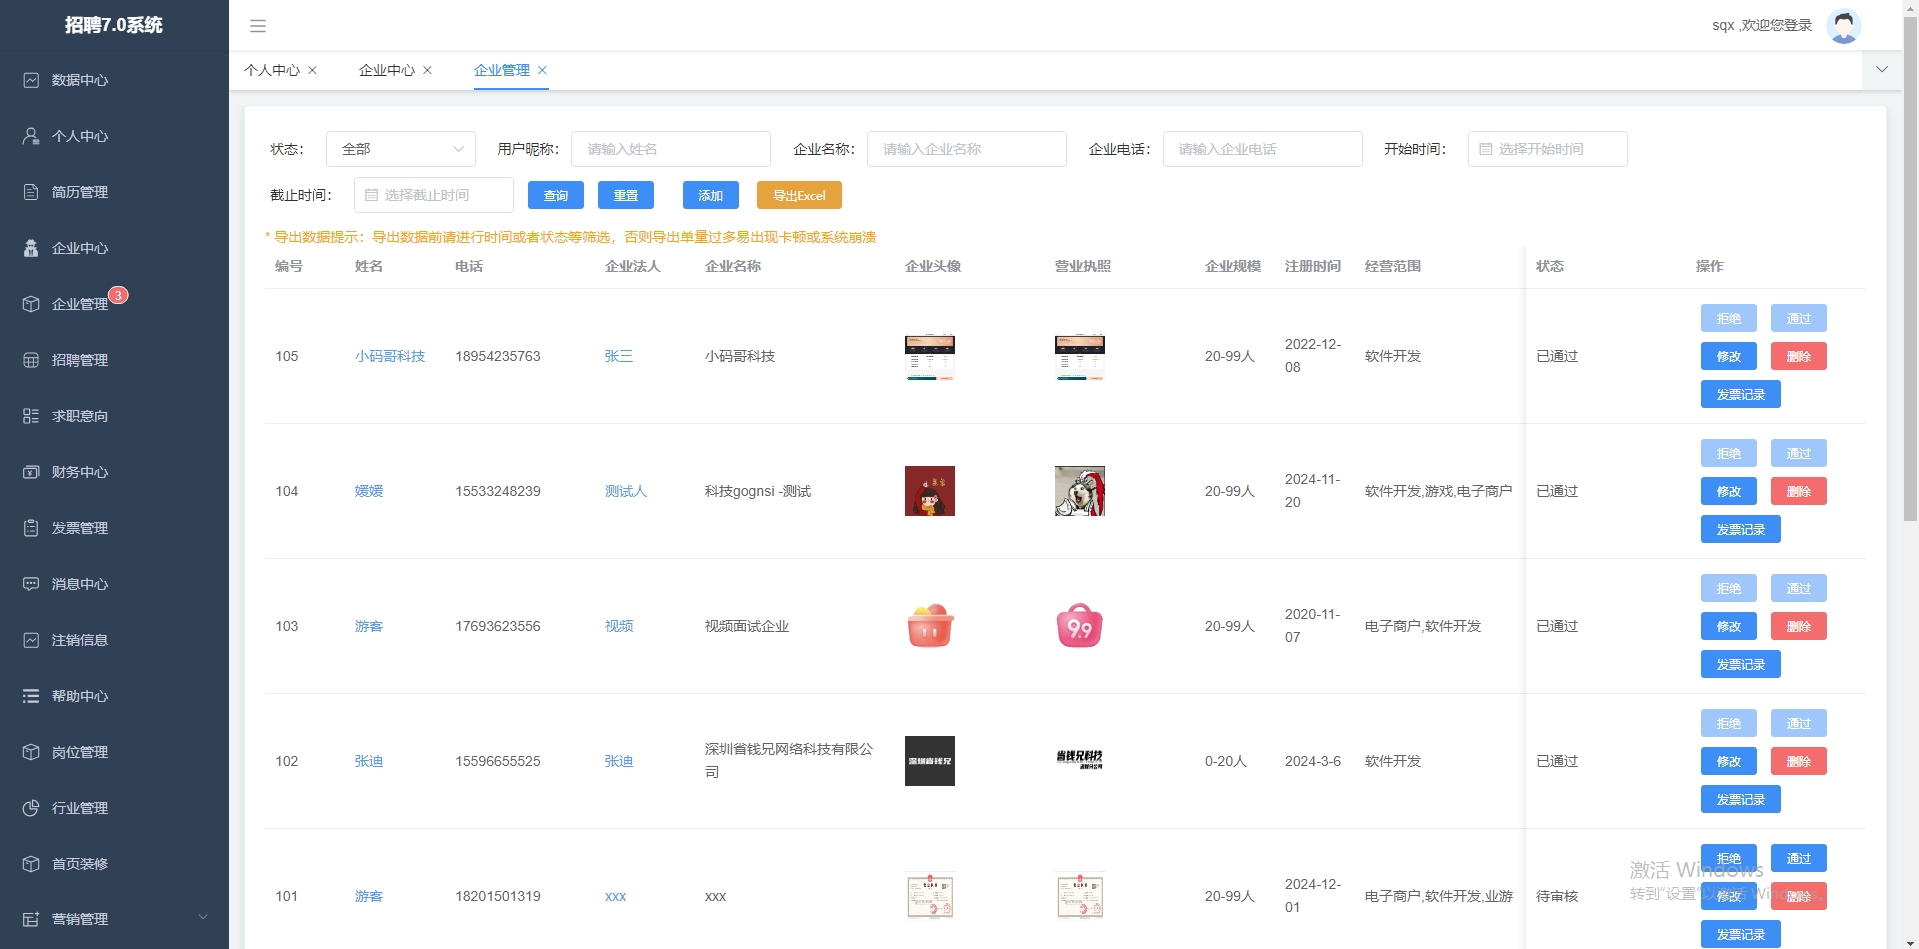 招聘7.0系统
sqx ,欢迎您登录
数据中心
个人中心
简历管理
企业中心
企业管理
3
招聘管理
求职意向
财务中心
发票管理
消息中心
注销信息
帮助中心
岗位管理
行业管理
首页装修
营销管理
个人中心 企业中心 企业管理
状态： 全部 用户昵称： 请输入姓名 企业名称： 请输入企业名称 企业电话： 请输入企业电话 开始时间： 选择开始时间
截止时间： 选择截止时间 查询 重置 添加 导出Excel
* 导出数据提示：导出数据前请进行时间或者状态等筛选，否则导出单量过多易出现卡顿或系统崩溃
编号 姓名 电话 企业法人 企业名称 企业头像 营业执照 企业规模 注册时间 经营范围 状态 操作
拒绝 通过
105 小码哥科技 18954235763 张三 小码哥科技 20-99人 2022-12-08 软件开发 已通过 修改 删除
发票记录
拒绝 通过
104 媛媛 15533248239 测试人 科技gognsi -测试 20-99人 2024-11-20 软件开发,游戏,电子商户 已通过 修改 删除
发票记录
拒绝 通过
103 游客 17693623556 视频 视频面试企业 9.9 20-99人 2020-11-07 电子商户,软件开发 已通过 修改 删除
发票记录
拒绝 通过
102 张迪 15596655525 张迪 深圳省钱兄网络科技有限公司 深圳省钱兄 省钱兄科技 0-20人 2024-3-6 软件开发 已通过 修改 删除
发票记录
拒绝 通过
101 游客 18201501319 xxx xxx 20-99人 2024-12-01 电子商户,软件开发,业游 待审核 修改 删除
发票记录
激活 Windows
转到“设置”以激活 Windows。